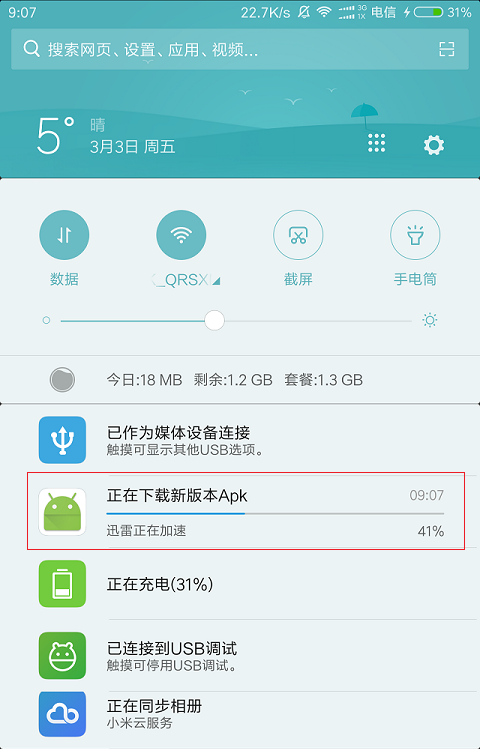 9:07 22.7K/s 3G 1X 电信 31%
搜索网页、设置、应用、视频...
5° 晴
3月3日 周五
数据 _QRSX 截屏 手电筒
今日:18 MB 剩余:1.2 GB 套餐:1.3 GB
已作为媒体设备连接
触摸可显示其他USB选项。
正在下载新版本Apk 09:07
迅雷正在加速 41%
正在充电(31%)
已连接到USB调试
触摸可停用USB调试。
正在同步相册
小米云服务